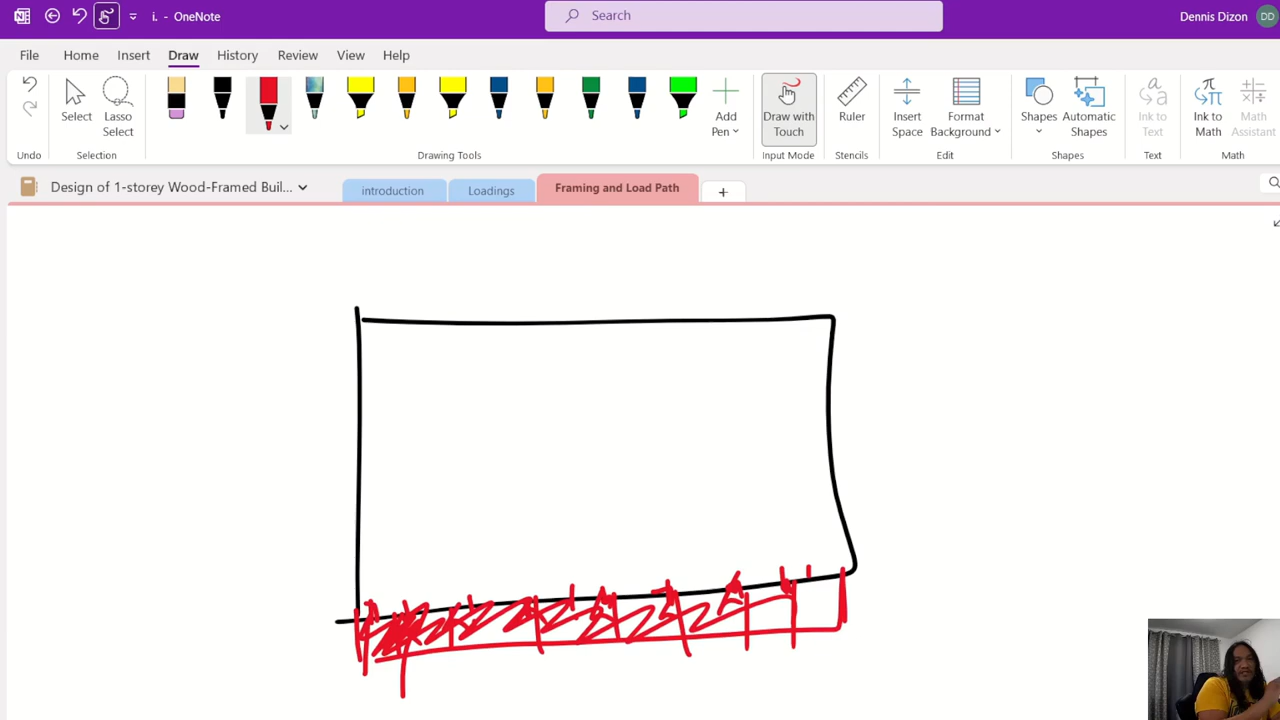 i. - OneNote
Search
Dennis Dizon
DD
File Home Insert Draw History Review View Help
Select
Lasso Select
Add Pen
Draw with Touch
Ruler
Insert Space
Format Background
Shapes
Automatic Shapes
Ink to Text
Ink to Math
Math Assistant
Undo Selection Drawing Tools Input Mode Stencils Edit Shapes Text Math
Design of 1-storey Wood-Framed Buil...
introduction
Loadings
Framing and Load Path
+